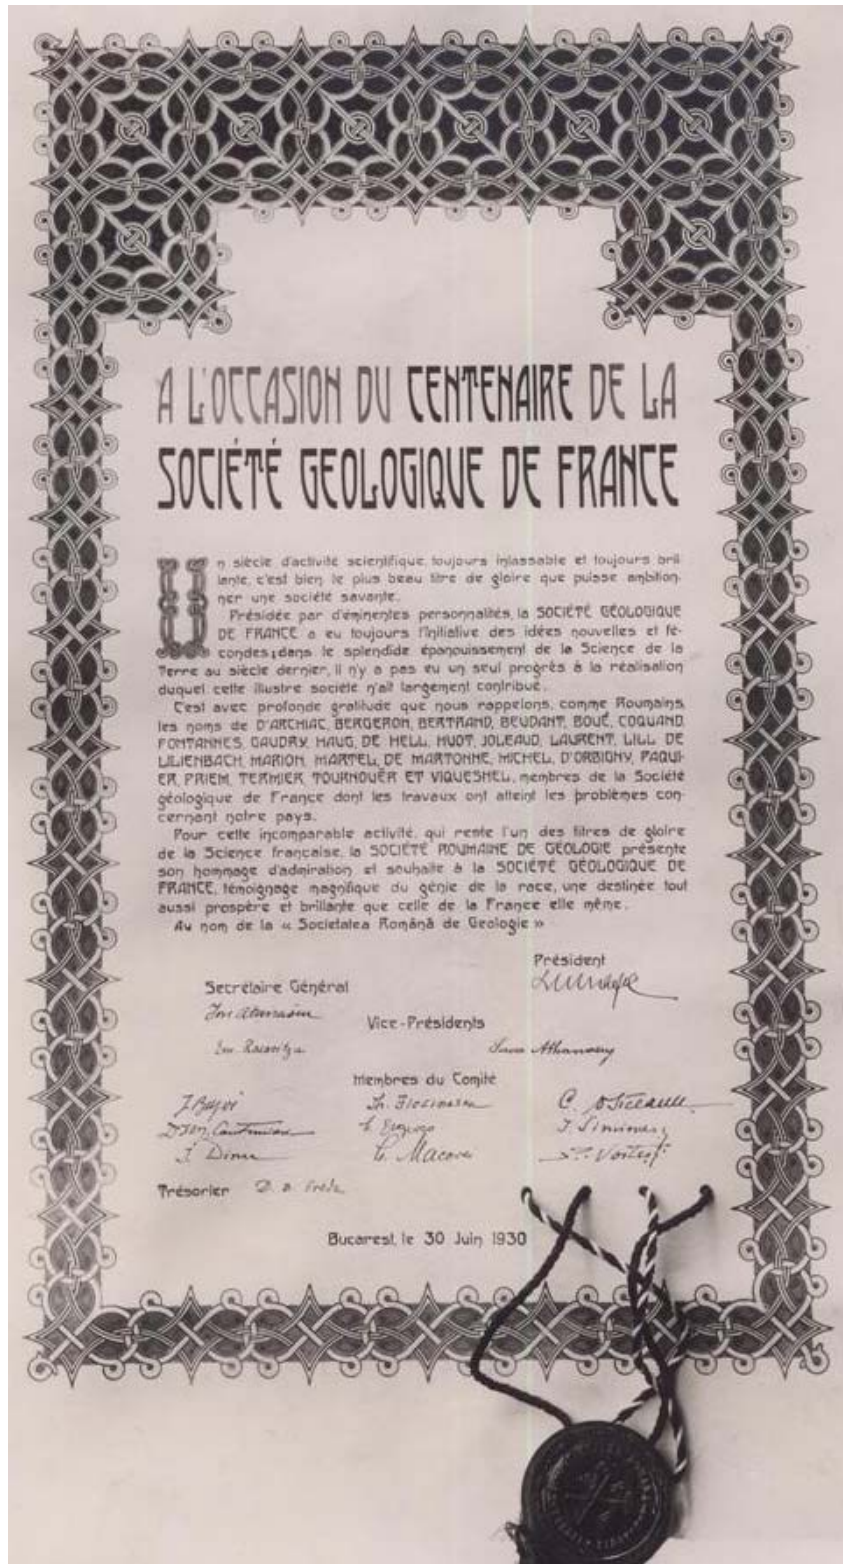 A L'OCCASION DU CENTENAIRE DE LA
SOCIÉTÉ GEOLOGIQUE DE FRANCE
Un siècle d'activité scientifique, toujours inlassable et toujours bril
lante, c'est bien le plus beau titre de gloire que puisse ambition
ner une société savante.
Présidée par d'éminentes personnalités, la SOCIÉTÉ GÉOLOGIQUE
DE FRANCE a eu toujours l'initiative des idées nouvelles et fé-
condes; dans le splendide épanouissement de la Science de la
Terre au siècle dernier, il n'y a pas eu un seul progrès à la réalisation
duquel cette illustre société n'ait largement contribué.
C'est avec profonde gratitude que nous rappelons, comme Roumains,
les noms de D'ARCHIAC, BERGERON, BERTRAND, BEUDANT, BOUÉ, COQUAND
FONTANNES, GAUDRY, HAUG, DE HELL, HUOT, JOLEAUD, LAURENT, LILL DE
LILIENBACH, MARION, MARTEL, DE MARTONNE, MICHEL, D'ORBIGNY, PAQUI-
ER, PRIEM, TERMIER TOURNOUËR ET VIQUESNEL, membres de la Société
géologique de France dont les travaux ont atteint les problèmes con-
cernant notre pays.
Pour cette incomparable activité, qui reste l'un des titres de gloire
de la Science française, la SOCIÉTÉ ROUMAINE DE GÉOLOGIE présente
son hommage d'admiration et souhaite à la SOCIÉTÉ GÉOLOGIQUE DE
FRANCE, témoignage magnifique du génie de la race, une destinée tout
aussi prospère et brillante que celle de la France elle même.
Au nom de la « Societatea Română de Geologie »
Président
Secrétaire Général
Vice-Présidents
Sava Athanasiu
Membres du Comité
Trésorier
Bucarest, le 30 Juin 1930